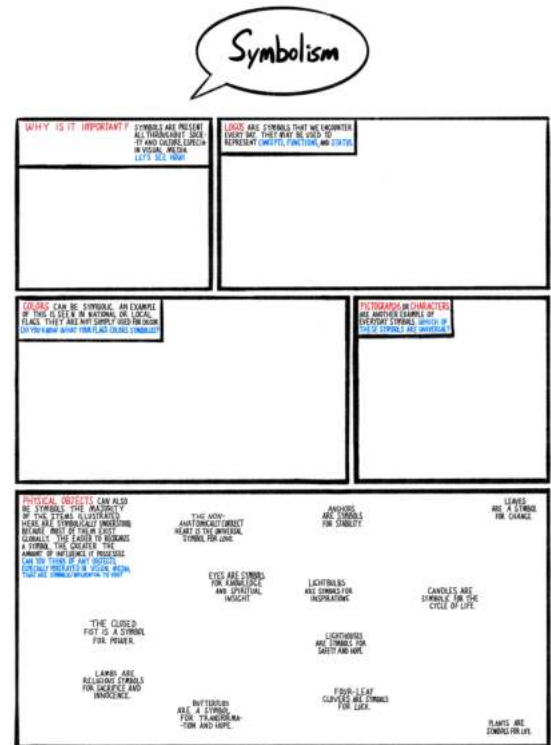 Symbolism
WHY IS IT IMPORTANT?
SYMBOLS ARE PRESENT
ALL THROUGHOUT SOCIE-
-TY AND CULTURE, ESPECIA
IN VISUAL MEDIA.
LET'S SEE HOW!
LOGOS ARE SYMBOLS THAT WE ENCOUNTER
EVERY DAY. THEY MAY BE USED TO
REPRESENT CONCEPTS, FUNCTIONS, AND STATUS.
COLORS CAN BE SYMBOLIC. AN EXAMPLE
OF THIS IS SEEN IN NATIONAL OR LOCAL
FLAGS. THEY ARE NOT SIMPLY USED FOR DECOR.
DO YOU KNOW WHAT YOUR FLAGS COLORS SYMBOLIZE?
PICTOGRAPHS OR CHARACTERS
ARE ANOTHER EXAMPLE OF
EVERYDAY SYMBOLS. WHICH OF
THESE SYMBOLS ARE UNIVERSAL?
PHYSICAL OBJECTS CAN ALSO
BE SYMBOLS. THE MAJORITY
OF THE ITEMS ILLUSTRATED
HERE ARE SYMBOLICALLY UNDERSTOOD
BECAUSE MOST OF THEM EXIST
GLOBALLY. THE EASIER TO RECOGNIZE
A SYMBOL, THE GREATER THE
AMOUNT OF INFLUENCE IT POSSESSES.
CAN YOU THINK OF ANY OBJECTS,
ESPECIALLY PORTRAYED IN VISUAL MEDIA,
THAT ARE SYMBOLIC/INFLUENTIAL TO YOU?
THE NON-
ANATOMICALLY CORRECT
HEART IS THE UNIVERSAL
SYMBOL FOR LOVE.
ANCHORS
ARE SYMBOLS
FOR STABILITY.
LEAVES
ARE A SYMBOL
FOR CHANGE.
EYES ARE SYMBOLS
FOR KNOWLEDGE
AND SPIRITUAL
INSIGHT
LIGHTBULBS
ARE SYMBOLS FOR
INSPIRATIONS
CANDLES ARE
SYMBOLIC FOR THE
CYCLE OF LIFE.
THE CLOSED
FIST IS A SYMBOL
FOR POWER.
LIGHTHOUSES
ARE SYMBOLS FOR
SAFETY AND HOPE.
LAMBS ARE
RELIGIOUS SYMBOLS
FOR SACRIFICE AND
INNOCENCE.
BUTTERFLIES
ARE A SYMBOL
FOR TRANSFORMA-
-TION AND HOPE.
FOUR-LEAF
CLOVERS ARE SYMBOLS
FOR LUCK.
PLANTS ARE
SYMBOLS FOR LIFE.